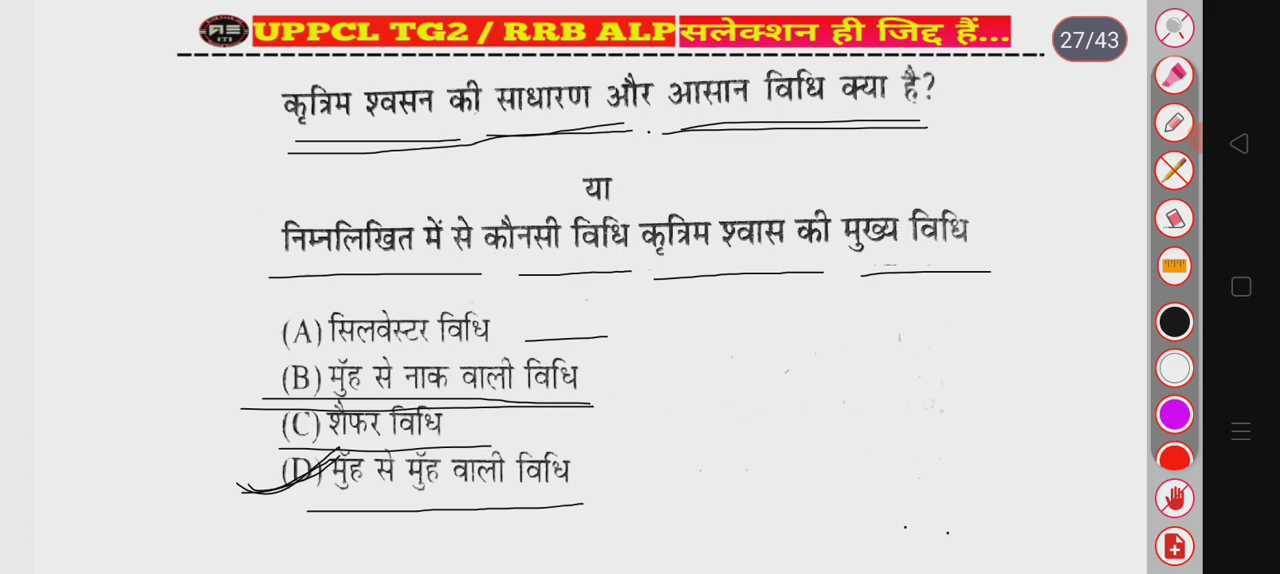 UPPCL TG2 / RRB ALP सलेक्शन ही जिद्द हैं...
27/43
कृत्रिम श्वसन की साधारण और आसान विधि क्या है?
या
निम्नलिखित में से कौनसी विधि कृत्रिम श्वास की मुख्य विधि
(A) सिलवेस्टर विधि
(B) मुँह से नाक वाली विधि
(C) शैफर विधि
(D) मुँह से मुँह वाली विधि